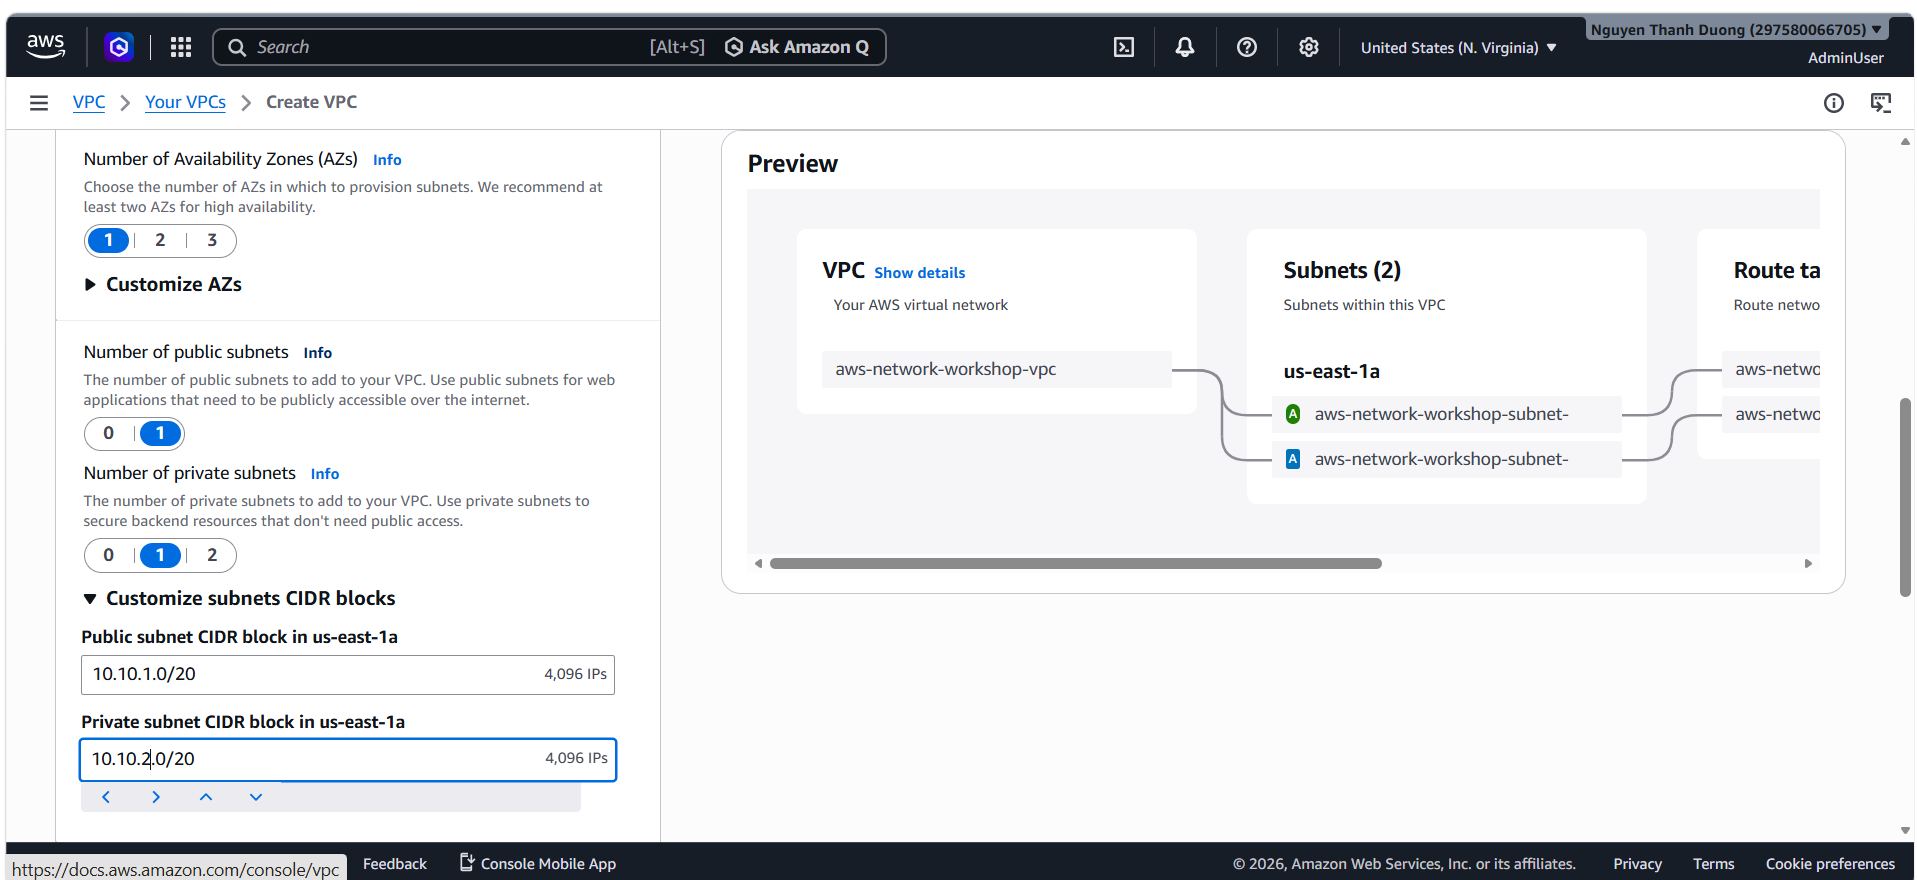 aws
Search
[Alt+S]
Ask Amazon Q
United States (N. Virginia) ▼
Nguyen Thanh Duong (297580066705) ▼
AdminUser
VPC > Your VPCs > Create VPC
Number of Availability Zones (AZs) Info
Choose the number of AZs in which to provision subnets. We recommend at
least two AZs for high availability.
1 2 3
Customize AZs
Number of public subnets Info
The number of public subnets to add to your VPC. Use public subnets for web
applications that need to be publicly accessible over the internet.
0 1
Number of private subnets Info
The number of private subnets to add to your VPC. Use private subnets to
secure backend resources that don't need public access.
0 1 2
Customize subnets CIDR blocks
Public subnet CIDR block in us-east-1a
10.10.1.0/20 4,096 IPs
Private subnet CIDR block in us-east-1a
10.10.2.0/20 4,096 IPs
Preview
VPC Show details
Your AWS virtual network
aws-network-workshop-vpc
Subnets (2)
Subnets within this VPC
us-east-1a
A aws-network-workshop-subnet-
A aws-network-workshop-subnet-
Route ta
Route netwo
aws-netwo
aws-netwo
https://docs.aws.amazon.com/console/vpc
Feedback
Console Mobile App
© 2026, Amazon Web Services, Inc. or its affiliates.
Privacy
Terms
Cookie preferences